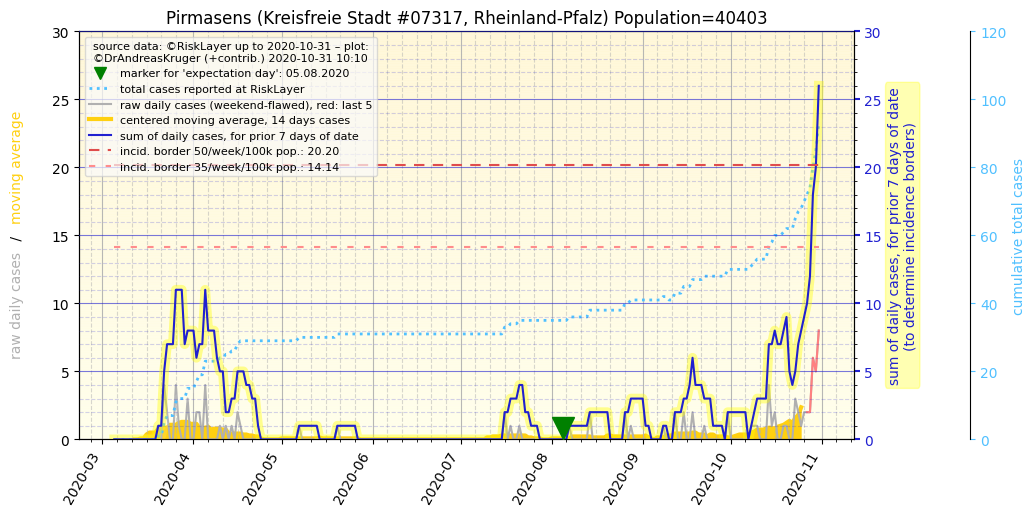 Pirmasens (Kreisfreie Stadt #07317, Rheinland-Pfalz) Population=40403
source data: ©RiskLayer up to 2020-10-31 – plot:
©DrAndreasKruger (+contrib.) 2020-10-31 10:10
marker for 'expectation day': 05.08.2020
total cases reported at RiskLayer
raw daily cases (weekend-flawed), red: last 5
centered moving average, 14 days cases
sum of daily cases, for prior 7 days of date
incid. border 50/week/100k pop.: 20.20
incid. border 35/week/100k pop.: 14.14
raw daily cases / moving average
30
25
20
15
10
5
0
2020-03
2020-04
2020-05
2020-06
2020-07
2020-08
2020-09
2020-10
2020-11
30
25
20
15
10
5
0
sum of daily cases, for prior 7 days of date
(to determine incidence borders)
120
100
80
60
40
20
0
cumulative total cases